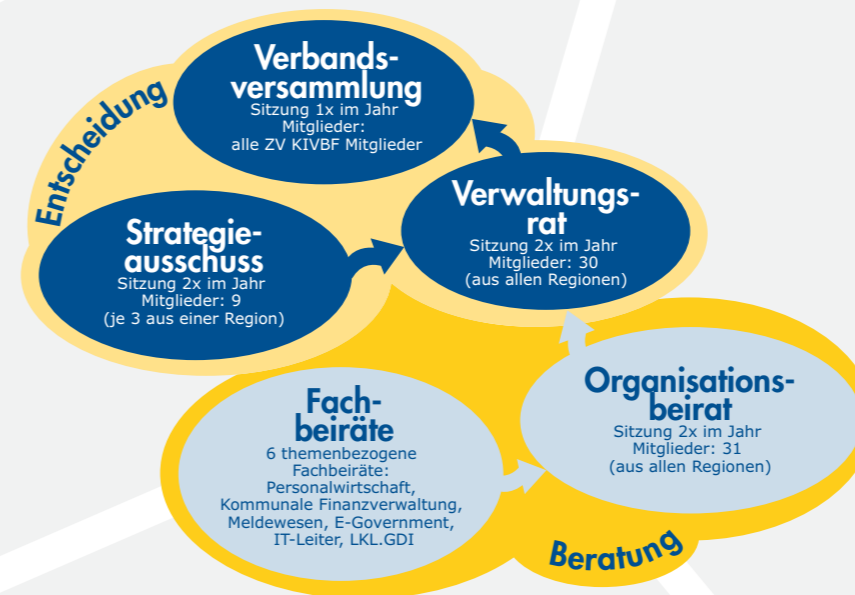 Entscheidung
Verbands-
versammlung
Sitzung 1x im Jahr
Mitglieder:
alle ZV KIVBF Mitglieder
Strategie-
ausschuss
Sitzung 2x im Jahr
Mitglieder: 9
(je 3 aus einer Region)
Verwaltungs-
rat
Sitzung 2x im Jahr
Mitglieder: 30
(aus allen Regionen)
Fach-
beiräte
6 themenbezogene
Fachbeiräte:
Personalwirtschaft,
Kommunale Finanzverwaltung,
Meldewesen, E-Government,
IT-Leiter, LKL.GDI
Organisations-
beirat
Sitzung 2x im Jahr
Mitglieder: 31
(aus allen Regionen)
Beratung